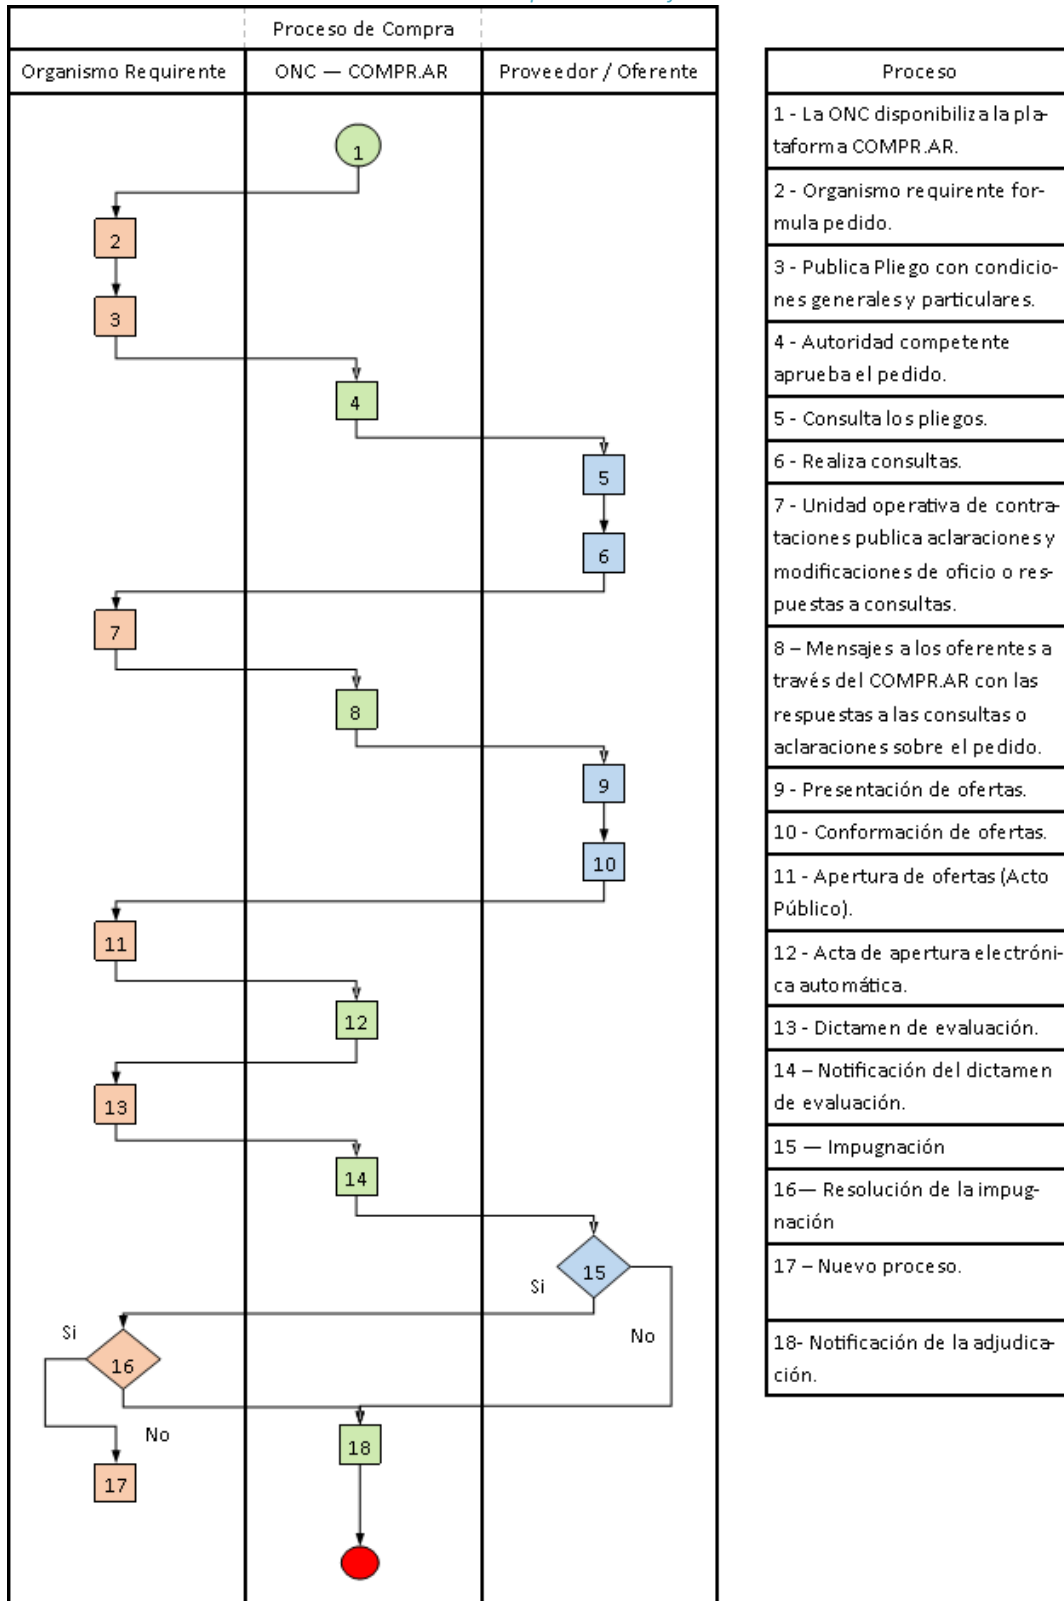 Proceso de Compra
Organismo Requirente
ONC — COMPR.AR
Proveedor / Oferente
1
2
3
4
5
6
7
8
9
10
11
12
13
14
15
Si
No
Si
16
No
18
17
Proceso
1 - La ONC disponibiliza la pla-
taforma COMPR.AR.
2 - Organismo requirente for-
mula pedido.
3 - Publica Pliego con condicio-
nes generales y particulares.
4 - Autoridad competente
aprueba el pedido.
5 - Consulta los pliegos.
6 - Realiza consultas.
7 - Unidad operativa de contra-
taciones publica aclaraciones y
modificaciones de oficio o res-
puestas a consultas.
8 – Mensajes a los oferentes a
través del COMPR.AR con las
respuestas a las consultas o
aclaraciones sobre el pedido.
9 - Presentación de ofertas.
10 - Conformación de ofertas.
11 - Apertura de ofertas (Acto
Público).
12 - Acta de apertura electróni-
ca automática.
13 - Dictamen de evaluación.
14 – Notificación del dictamen
de evaluación.
15 — Impugnación
16— Resolución de la impug-
nación
17 – Nuevo proceso.
18- Notificación de la adjudica-
ción.